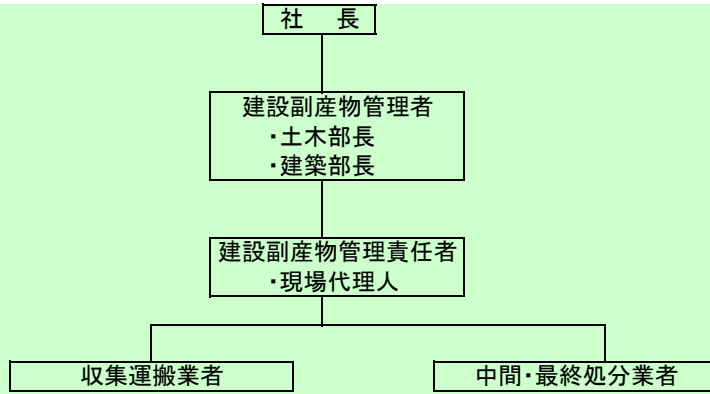 社　長
建設副産物管理者
・土木部長
・建築部長
建設副産物管理責任者
・現場代理人
収集運搬業者
中間・最終処分業者